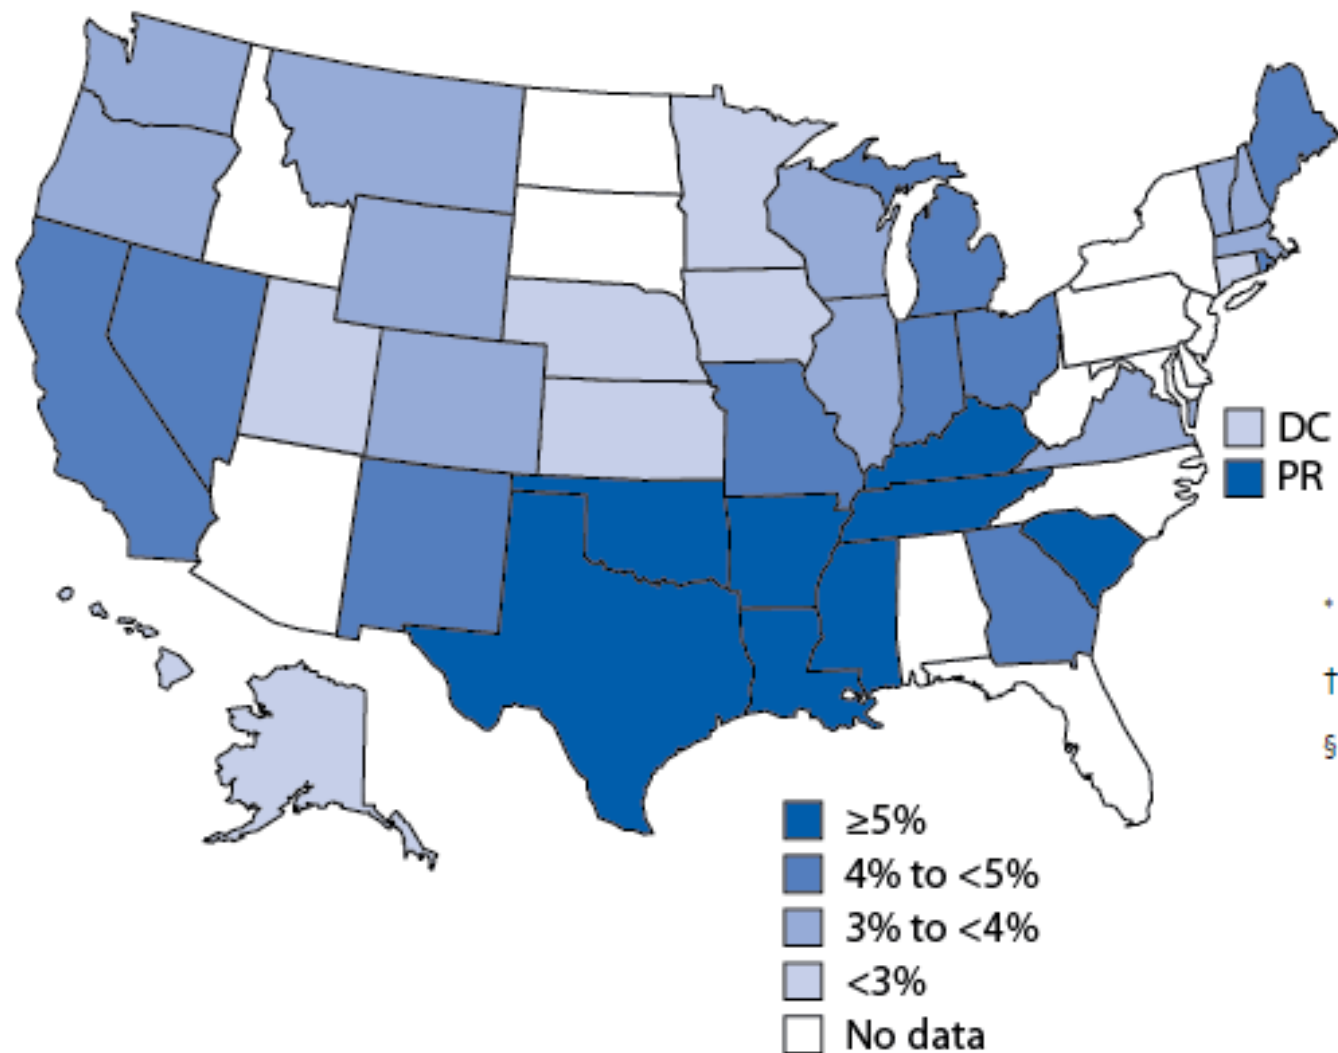 DC
PR
*
†
§
≥5%
4% to <5%
3% to <4%
<3%
No data